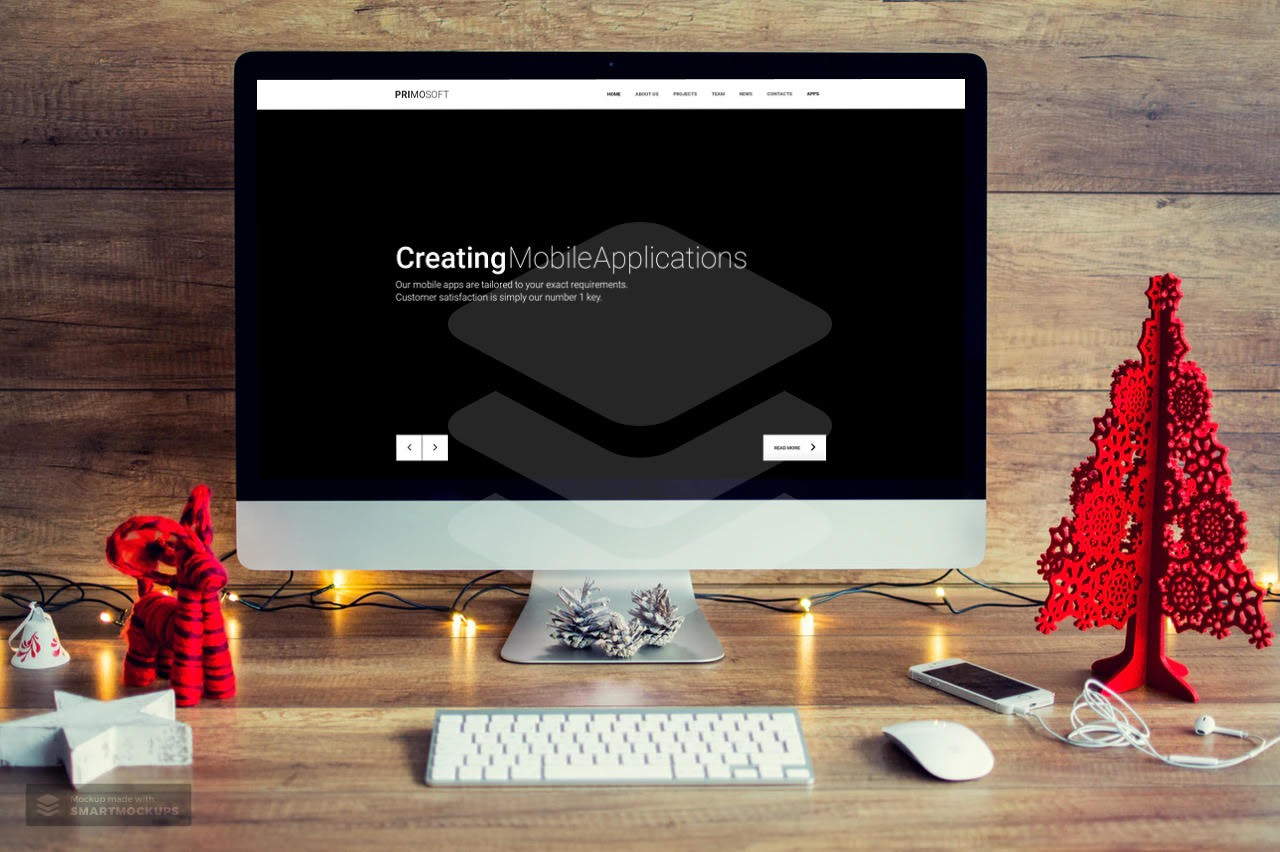 PRIMOSOFT
HOME ABOUT US PROJECTS TEAM NEWS CONTACTS APPS
CreatingMobileApplications
Our mobile apps are tailored to your exact requirements.
Customer satisfaction is simply our number 1 key.
READ MORE
Mockup made with
SMARTMOCKUPS